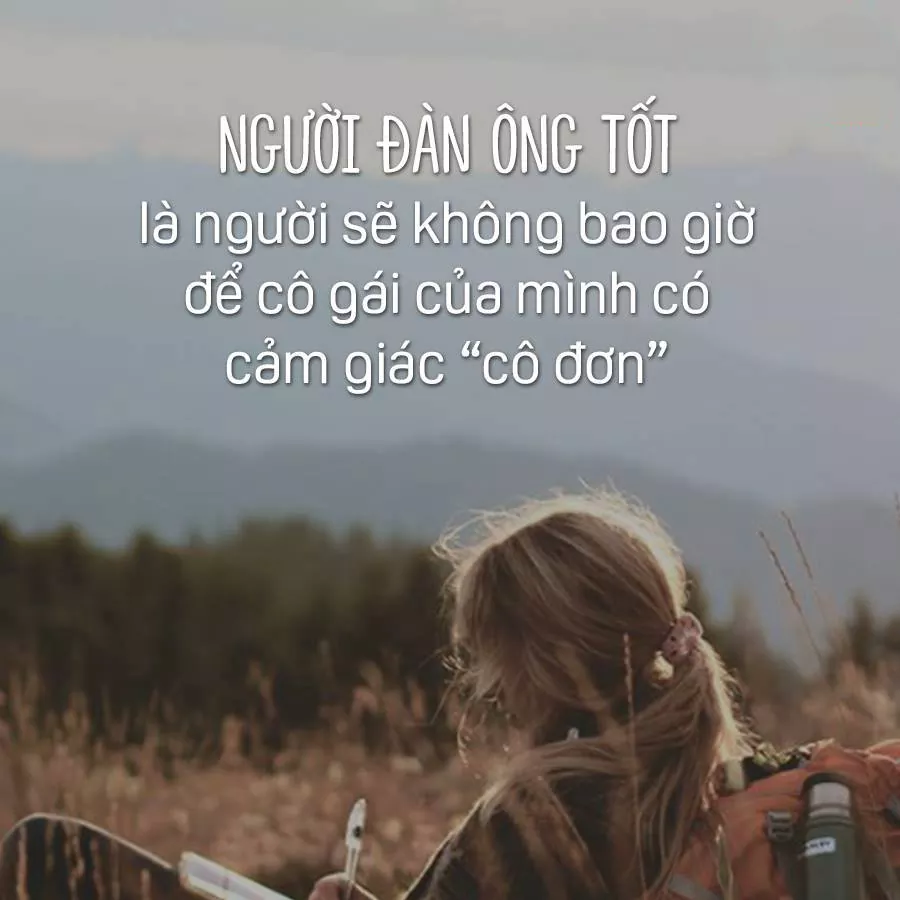 NGƯỜI ĐÀN ÔNG TỐT
là người sẽ không bao giờ
để cô gái của mình có
cảm giác “cô đơn”